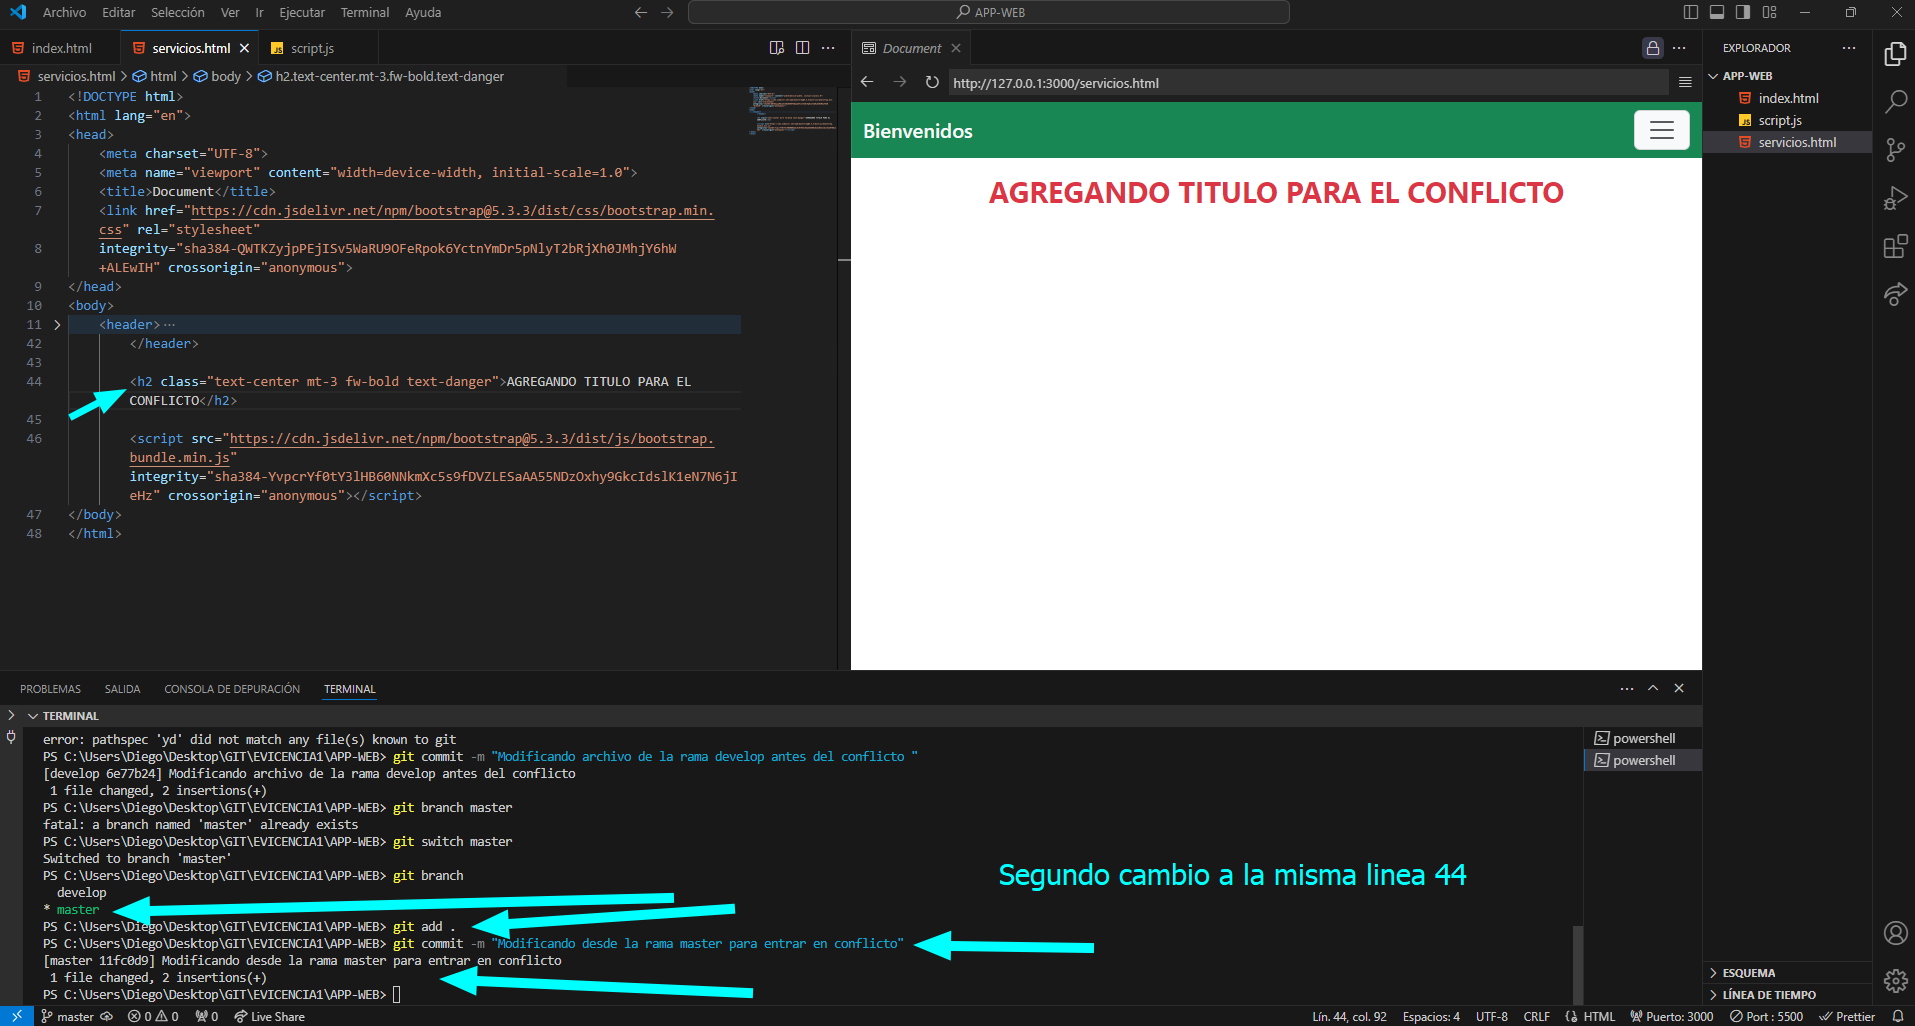 Archivo Editar Selección Ver Ir Ejecutar Terminal Ayuda
APP-WEB
index.html
servicios.html
script.js
servicios.html > html > body > h2.text-center.mt-3.fw-bold.text-danger
1 <!DOCTYPE html>
2 <html lang="en">
3 <head>
4 <meta charset="UTF-8">
5 <meta name="viewport" content="width=device-width, initial-scale=1.0">
6 <title>Document</title>
7 <link href="https://cdn.jsdelivr.net/npm/bootstrap@5.3.3/dist/css/bootstrap.min.
css" rel="stylesheet"
8 integrity="sha384-QWTKZyjpPEjISv5WaRU9OFeRpok6YctnYmDr5pNlyT2bRjXh0JMhjY6hW
+ALEwIH" crossorigin="anonymous">
9 </head>
10 <body>
11 <header>···
42 </header>
43
44 <h2 class="text-center mt-3 fw-bold text-danger">AGREGANDO TITULO PARA EL
CONFLICTO</h2>
45
46 <script src="https://cdn.jsdelivr.net/npm/bootstrap@5.3.3/dist/js/bootstrap.
bundle.min.js"
integrity="sha384-YvpcrYf0tY3lHB60NNkmXc5s9fDVZLESaAA55NDzOxhy9GkcIdslK1eN7N6jI
eHz" crossorigin="anonymous"></script>
47 </body>
48 </html>
Document
http://127.0.0.1:3000/servicios.html
Bienvenidos
AGREGANDO TITULO PARA EL CONFLICTO
EXPLORADOR
APP-WEB
index.html
script.js
servicios.html
ESQUEMA
LÍNEA DE TIEMPO
PROBLEMAS SALIDA CONSOLA DE DEPURACIÓN TERMINAL
TERMINAL
error: pathspec 'yd' did not match any file(s) known to git
PS C:\Users\Diego\Desktop\GIT\EVICENCIA1\APP-WEB> git commit -m "Modificando archivo de la rama develop antes del conflicto "
[develop 6e77b24] Modificando archivo de la rama develop antes del conflicto
1 file changed, 2 insertions(+)
PS C:\Users\Diego\Desktop\GIT\EVICENCIA1\APP-WEB> git branch master
fatal: a branch named 'master' already exists
PS C:\Users\Diego\Desktop\GIT\EVICENCIA1\APP-WEB> git switch master
Switched to branch 'master'
PS C:\Users\Diego\Desktop\GIT\EVICENCIA1\APP-WEB> git branch
develop
* master
PS C:\Users\Diego\Desktop\GIT\EVICENCIA1\APP-WEB> git add .
PS C:\Users\Diego\Desktop\GIT\EVICENCIA1\APP-WEB> git commit -m "Modificando desde la rama master para entrar en conflicto"
[master 11fc0d9] Modificando desde la rama master para entrar en conflicto
1 file changed, 2 insertions(+)
PS C:\Users\Diego\Desktop\GIT\EVICENCIA1\APP-WEB>
Segundo cambio a la misma linea 44
powershell
powershell
master 0 0 0 Live Share Lín. 44, col. 92 Espacios: 4 UTF-8 CRLF HTML Puerto: 3000 Port : 5500 Prettier